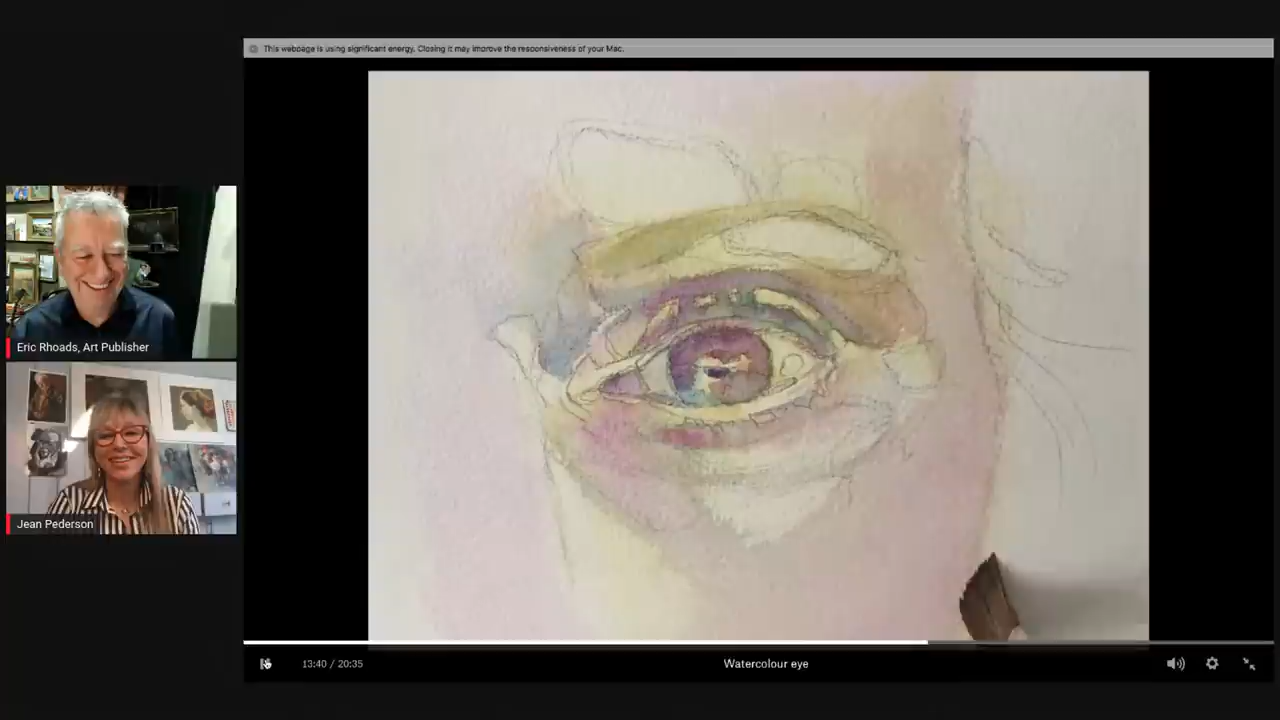 This webpage is using significant energy. Closing it may improve the responsiveness of your Mac.
Eric Rhoads, Art Publisher
Jean Pederson
13:40 / 20:35
Watercolour eye